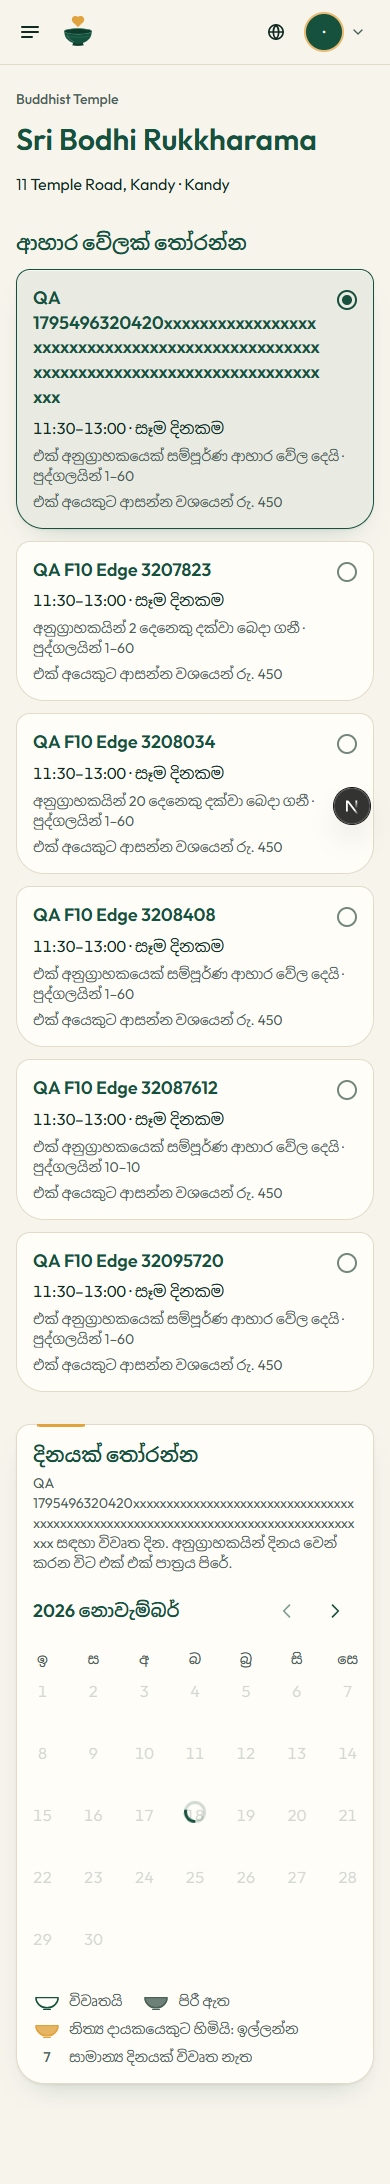 Buddhist Temple
Sri Bodhi Rukkharama
11 Temple Road, Kandy · Kandy
ආහාර වේලක් තෝරන්න
QA
1795496320420xxxxxxxxxxxxxxxxx
xxxxxxxxxxxxxxxxxxxxxxxxxxxxxxxx
xxxxxxxxxxxxxxxxxxxxxxxxxxxxxxxx
xxx
11:30–13:00 · සෑම දිනකම
එක් අනුග්‍රාහකයෙක් සම්පූර්ණ ආහාර වේල දෙයි ·
පුද්ගලයින් 1–60
එක් අයෙකුට ආසන්න වශයෙන් රු. 450
QA F10 Edge 3207823
11:30–13:00 · සෑම දිනකම
අනුග්‍රාහකයින් 2 දෙනෙකු දක්වා බෙදා ගනී ·
පුද්ගලයින් 1–60
එක් අයෙකුට ආසන්න වශයෙන් රු. 450
QA F10 Edge 3208034
11:30–13:00 · සෑම දිනකම
අනුග්‍රාහකයින් 20 දෙනෙකු දක්වා බෙදා ගනී ·
පුද්ගලයින් 1–60
N
එක් අයෙකුට ආසන්න වශයෙන් රු. 450
QA F10 Edge 3208408
11:30–13:00 · සෑම දිනකම
එක් අනුග්‍රාහකයෙක් සම්පූර්ණ ආහාර වේල දෙයි ·
පුද්ගලයින් 1–60
එක් අයෙකුට ආසන්න වශයෙන් රු. 450
QA F10 Edge 32087612
11:30–13:00 · සෑම දිනකම
එක් අනුග්‍රාහකයෙක් සම්පූර්ණ ආහාර වේල දෙයි ·
පුද්ගලයින් 10–10
එක් අයෙකුට ආසන්න වශයෙන් රු. 450
QA F10 Edge 32095720
11:30–13:00 · සෑම දිනකම
එක් අනුග්‍රාහකයෙක් සම්පූර්ණ ආහාර වේල දෙයි ·
පුද්ගලයින් 1–60
එක් අයෙකුට ආසන්න වශයෙන් රු. 450
දිනයක් තෝරන්න
QA
1795496320420xxxxxxxxxxxxxxxxxxxxxxxxxxxxxxxxx
xxxxxxxxxxxxxxxxxxxxxxxxxxxxxxxxxxxxxxxxxxxxxxxx
xxx සඳහා විවෘත දින. අනුග්‍රාහකයින් දිනය වෙන්
කරන විට එක් එක් පාත්‍රය පිරේ.
2026 නොවැම්බර්
ඉ ස අ බ බ්‍ර සි සෙ
1 2 3 4 5 6 7
8 9 10 11 12 13 14
15 16 17 18 19 20 21
22 23 24 25 26 27 28
29 30
විවෘතයි පිරී ඇත
නිත්‍ය දායකයෙකුට හිමියි: ඉල්ලන්න
7 සාමාන්‍ය දිනයක් විවෘත නැත